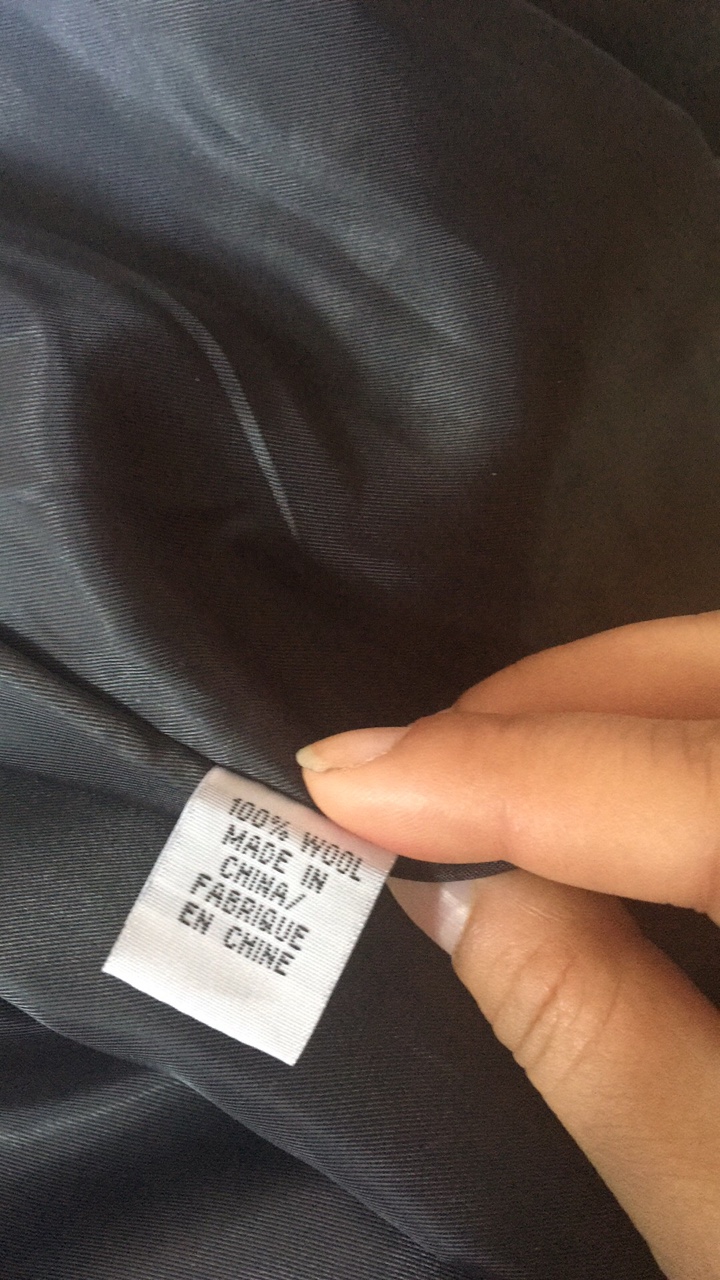 100% WOOL
MADE IN
CHINA/
FABRIQUE
EN CHINE